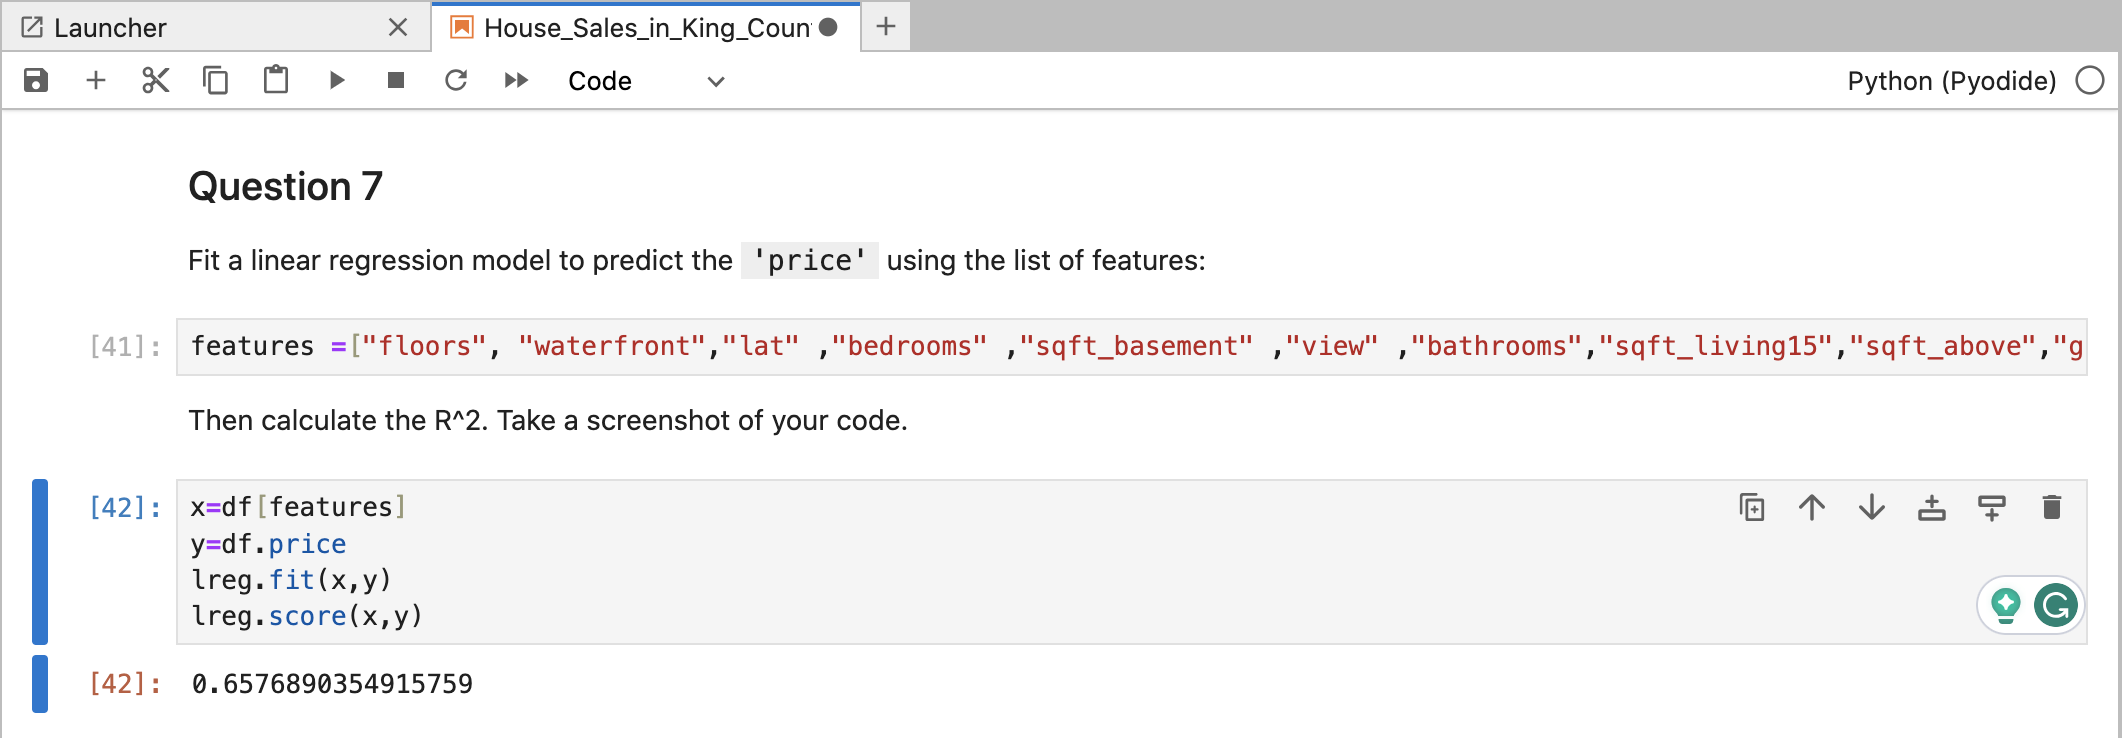 Launcher
House_Sales_in_King_Coun
Code
Python (Pyodide)
Question 7
Fit a linear regression model to predict the 'price' using the list of features:
[41]: features =["floors", "waterfront","lat" ,"bedrooms" ,"sqft_basement" ,"view" ,"bathrooms","sqft_living15","sqft_above","g
Then calculate the R^2. Take a screenshot of your code.
[42]: x=df[features]
y=df.price
lreg.fit(x,y)
lreg.score(x,y)
[42]: 0.6576890354915759